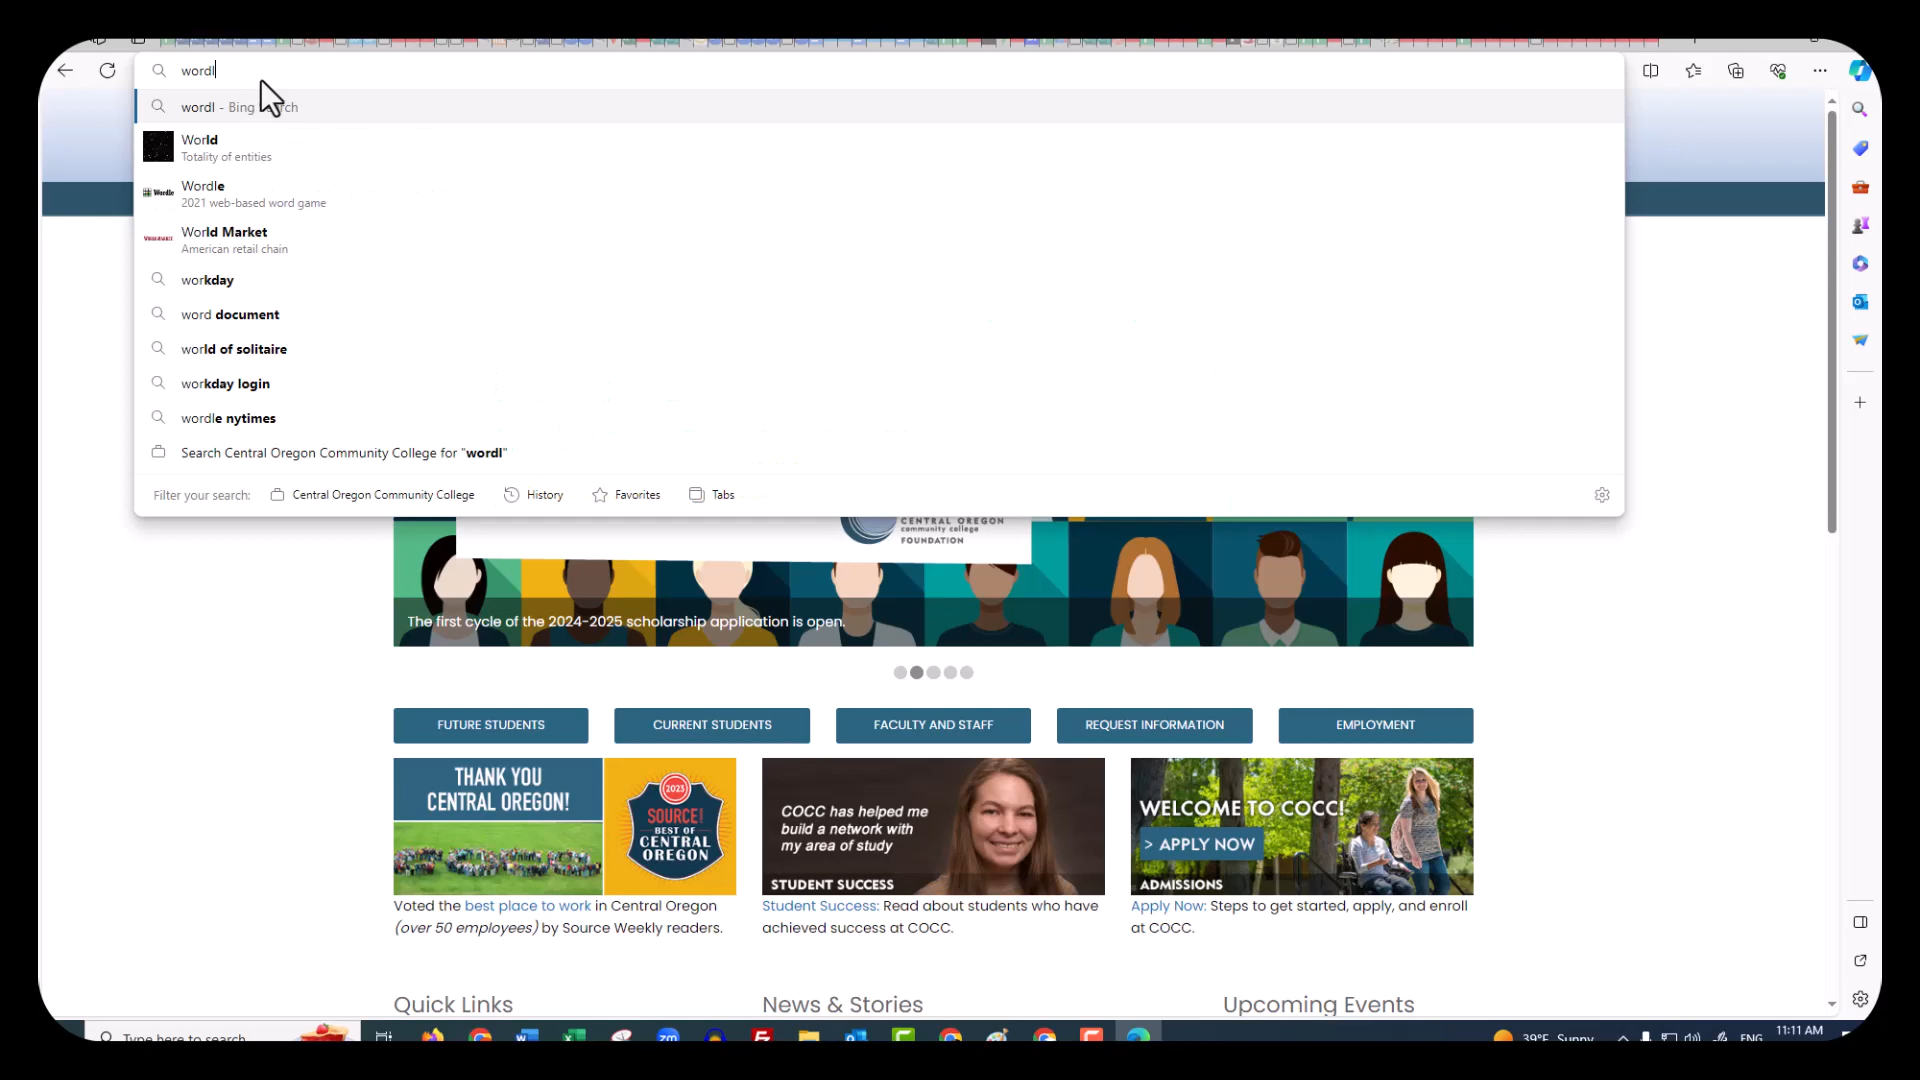 wordl
wordl - Bing
World
Totality of entities
Wordle
Wordle
2021 web-based word game
World Market
American retail chain
workday
word document
world of solitaire
workday login
wordle nytimes
Search Central Oregon Community College for "wordl"
Filter your search: Central Oregon Community College History Favorites Tabs
CENTRAL OREGON
community college
FOUNDATION
The first cycle of the 2024-2025 scholarship application is open.
FUTURE STUDENTS CURRENT STUDENTS FACULTY AND STAFF REQUEST INFORMATION EMPLOYMENT
THANK YOU
CENTRAL OREGON!
2023
SOURCE!
BEST OF
CENTRAL
OREGON
Voted the best place to work in Central Oregon
(over 50 employees) by Source Weekly readers.
COCC has helped me
build a network with
my area of study
STUDENT SUCCESS
Student Success: Read about students who have
achieved success at COCC.
WELCOME TO COCC!
> APPLY NOW
ADMISSIONS
Apply Now: Steps to get started, apply, and enroll
at COCC.
Quick Links News & Stories Upcoming Events
Type here to search 39°F Sunny ENG 11:11 AM